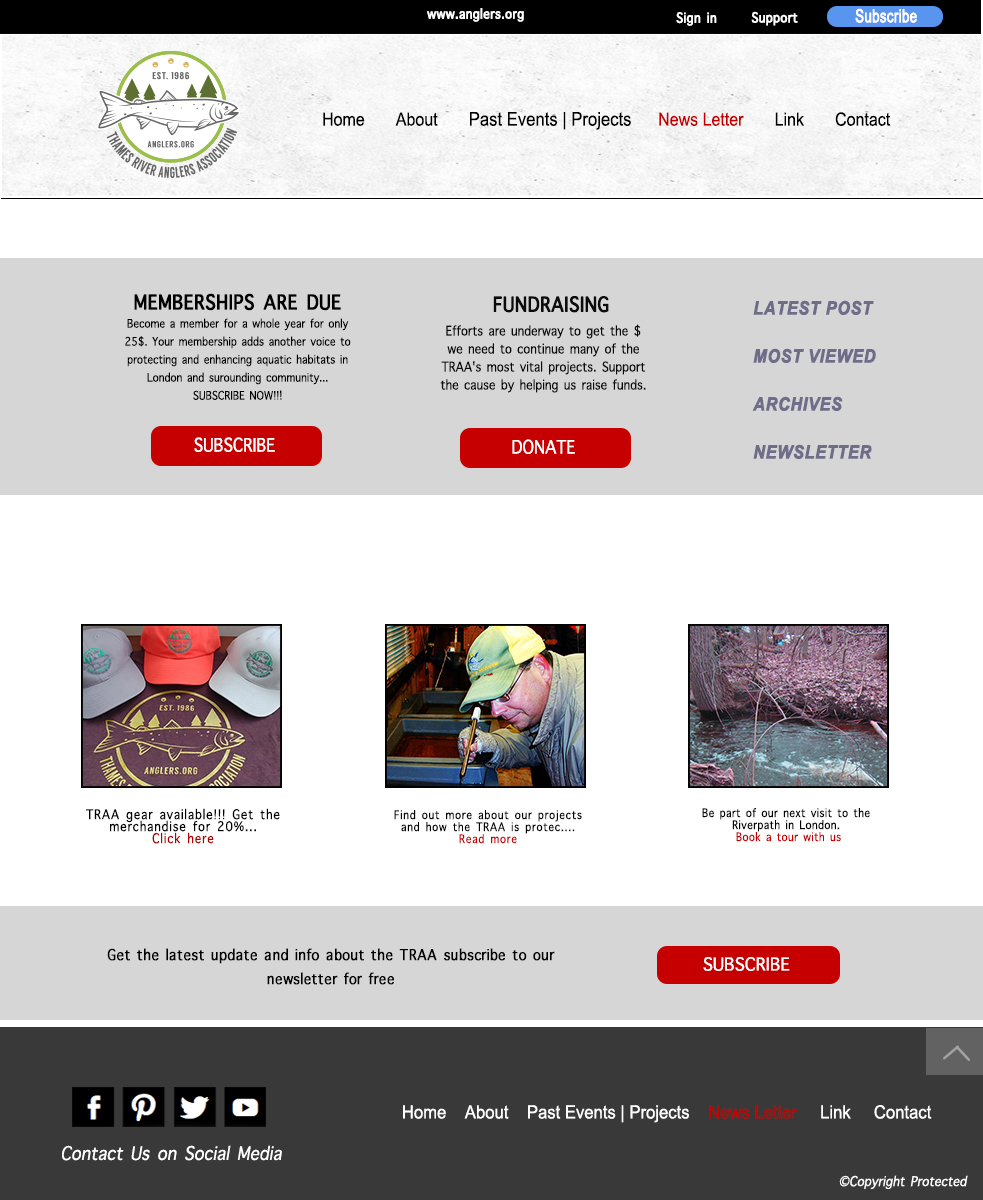 www.anglers.org
Sign in
Support
Subscribe
EST. 1986
ANGLERS.ORG
THAMES RIVER ANGLERS ASSOCIATION
Home
About
Past Events | Projects
News Letter
Link
Contact
MEMBERSHIPS ARE DUE
Become a member for a whole year for only
25$. Your membership adds another voice to
protecting and enhancing aquatic habitats in
London and surounding community...
SUBSCRIBE NOW!!!
SUBSCRIBE
FUNDRAISING
Efforts are underway to get the $
we need to continue many of the
TRAA's most vital projects. Support
the cause by helping us raise funds.
DONATE
LATEST POST
MOST VIEWED
ARCHIVES
NEWSLETTER
EST. 1986
ANGLERS.ORG
THAMES RIVER ANGLERS ASSOCIATION
TRAA gear available!!! Get the
merchandise for 20%...
Click here
Find out more about our projects
and how the TRAA is protec....
Read more
Be part of our next visit to the
Riverpath in London.
Book a tour with us
Get the latest update and info about the TRAA subscribe to our
newsletter for free
SUBSCRIBE
Contact Us on Social Media
Home
About
Past Events | Projects
News Letter
Link
Contact
©Copyright Protected